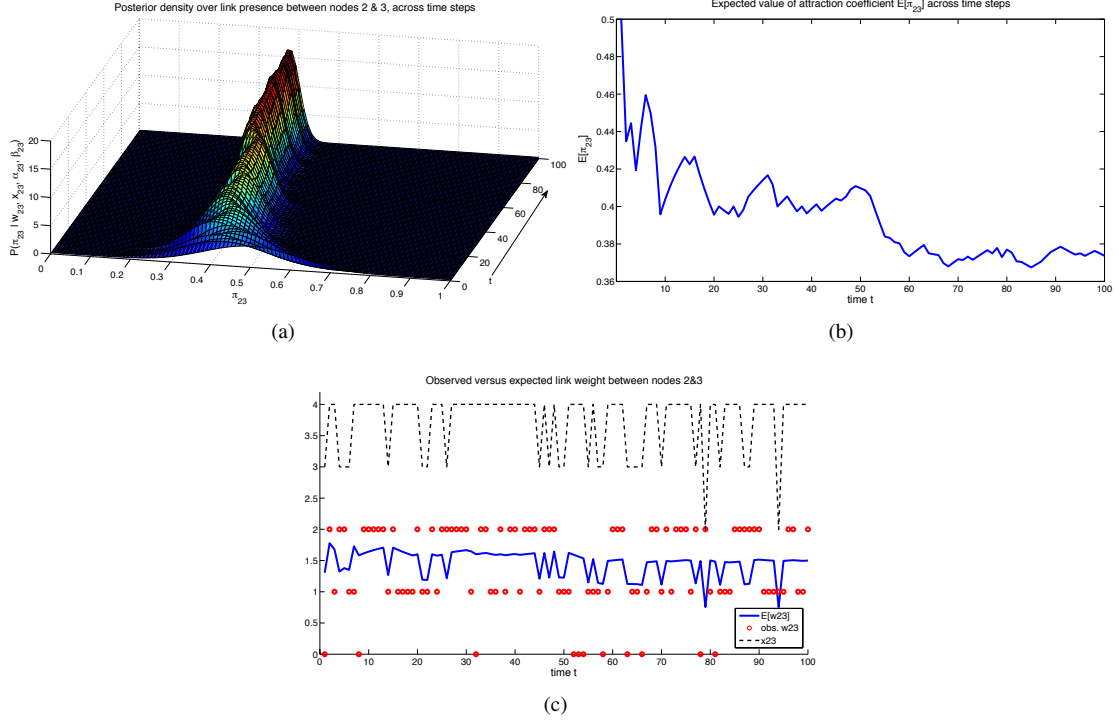 Posterior density over link presence between nodes 2 & 3, across time steps
20
15
10
5
0
P(π23 | w23, x23, α23, β23)
0
0.1
0.2
0.3
0.4
0.5
0.6
0.7
0.8
0.9
1
π23
0
20
40
60
80
100
t
(a)
Expected value of attraction coefficient E[π23] across time steps
0.5
0.48
0.46
0.44
0.42
0.4
0.38
0.36
E[π23]
10 20 30 40 50 60 70 80 90 100
time t
(b)
Observed versus expected link weight between nodes 2&3
4
3.5
3
2.5
2
1.5
1
0.5
0
0 10 20 30 40 50 60 70 80 90 100
time t
E[w23]
obs. w23
x23
(c)